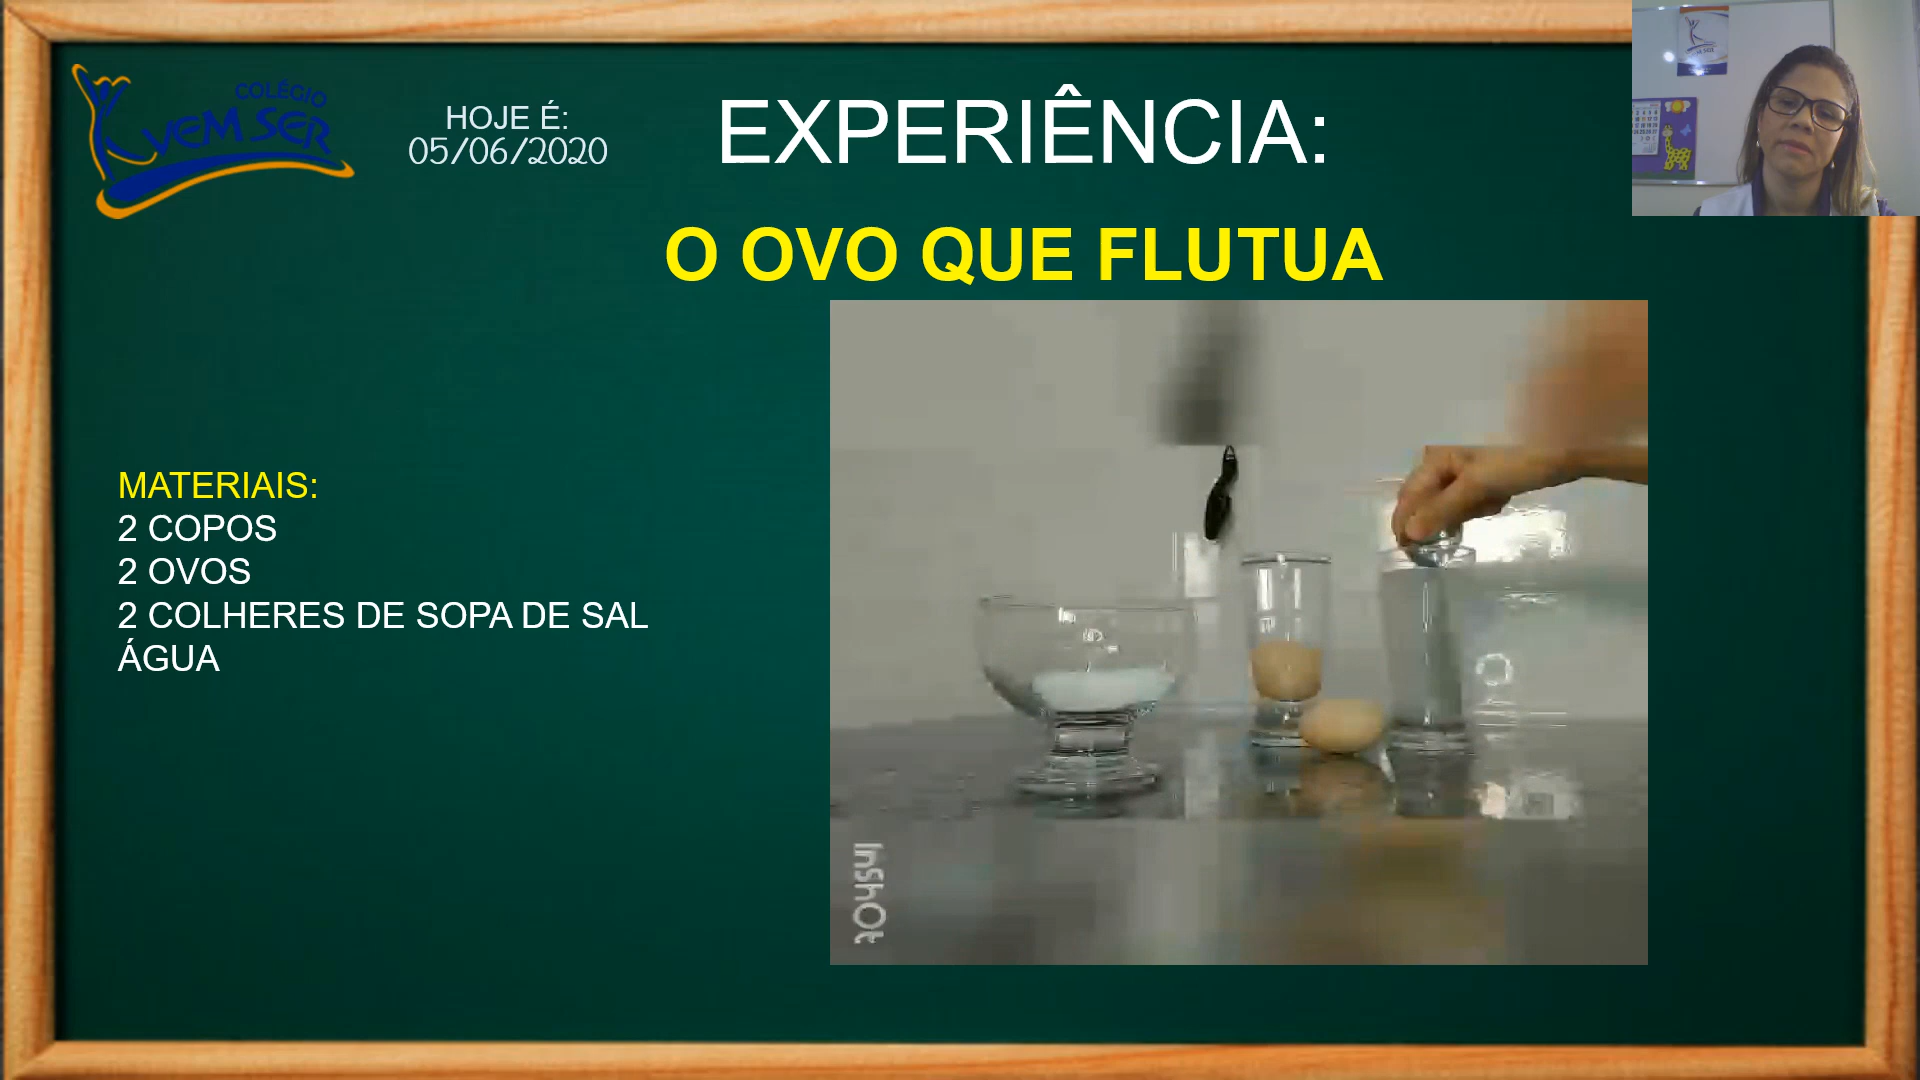 COLÉGIO
VEM SER
HOJE É:
05/06/2020
EXPERIÊNCIA:
O OVO QUE FLUTUA
MATERIAIS:
2 COPOS
2 OVOS
2 COLHERES DE SOPA DE SAL
ÁGUA
InShOt